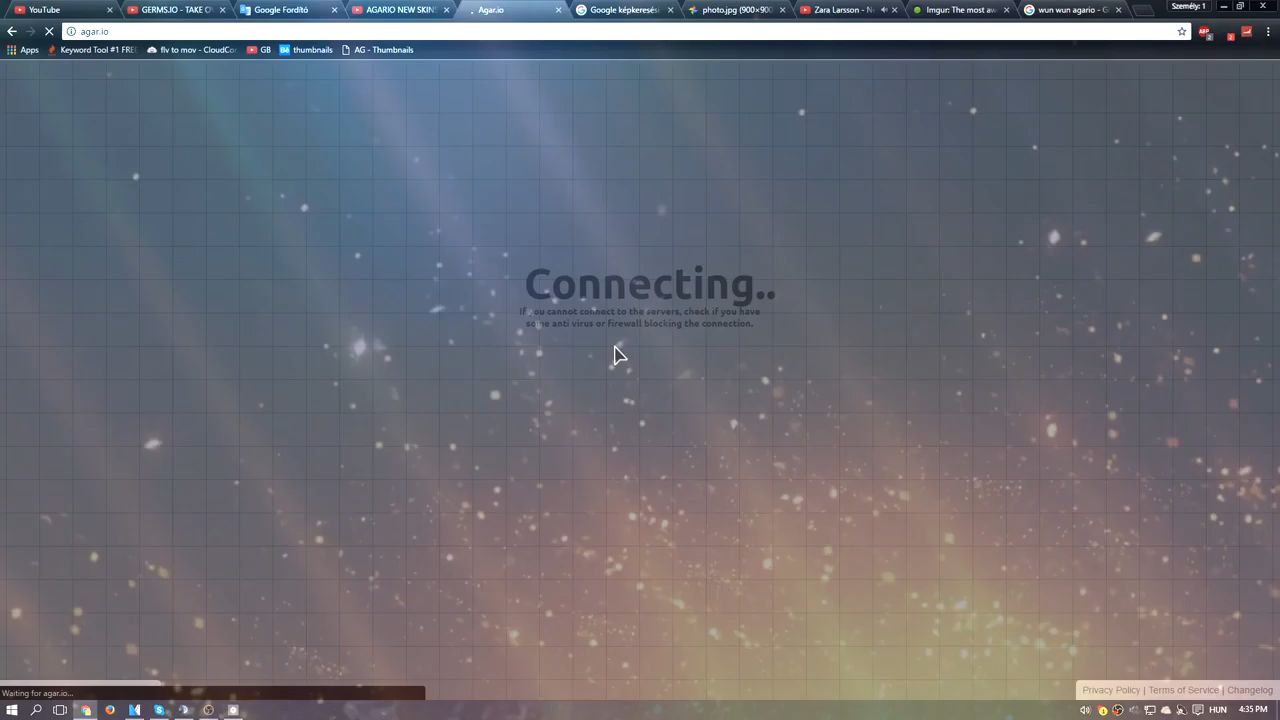 YouTube
GERMS.IO - TAKE O
Google Fordító
AGARIO NEW SKIN
Agar.io
Google képkeresés
photo.jpg (900×900)
Zara Larsson - N
Imgur: The most aw
wun wun agario - G
Személy: 1
agar.io
Apps
Keyword Tool #1 FREE
flv to mov - CloudCon
GB
thumbnails
AG - Thumbnails
Connecting..
If you cannot connect to the servers, check if you have
some anti virus or firewall blocking the connection.
Waiting for agar.io...
Privacy Policy | Terms of Service | Changelog
HUN
4:35 PM